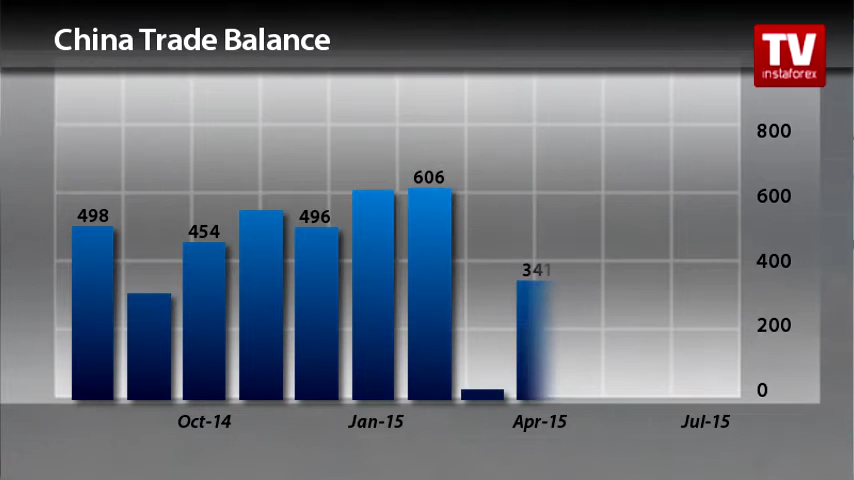 China Trade Balance
TV
instaforex
800
600
400
200
0
498
454
496
606
341
Oct-14
Jan-15
Apr-15
Jul-15